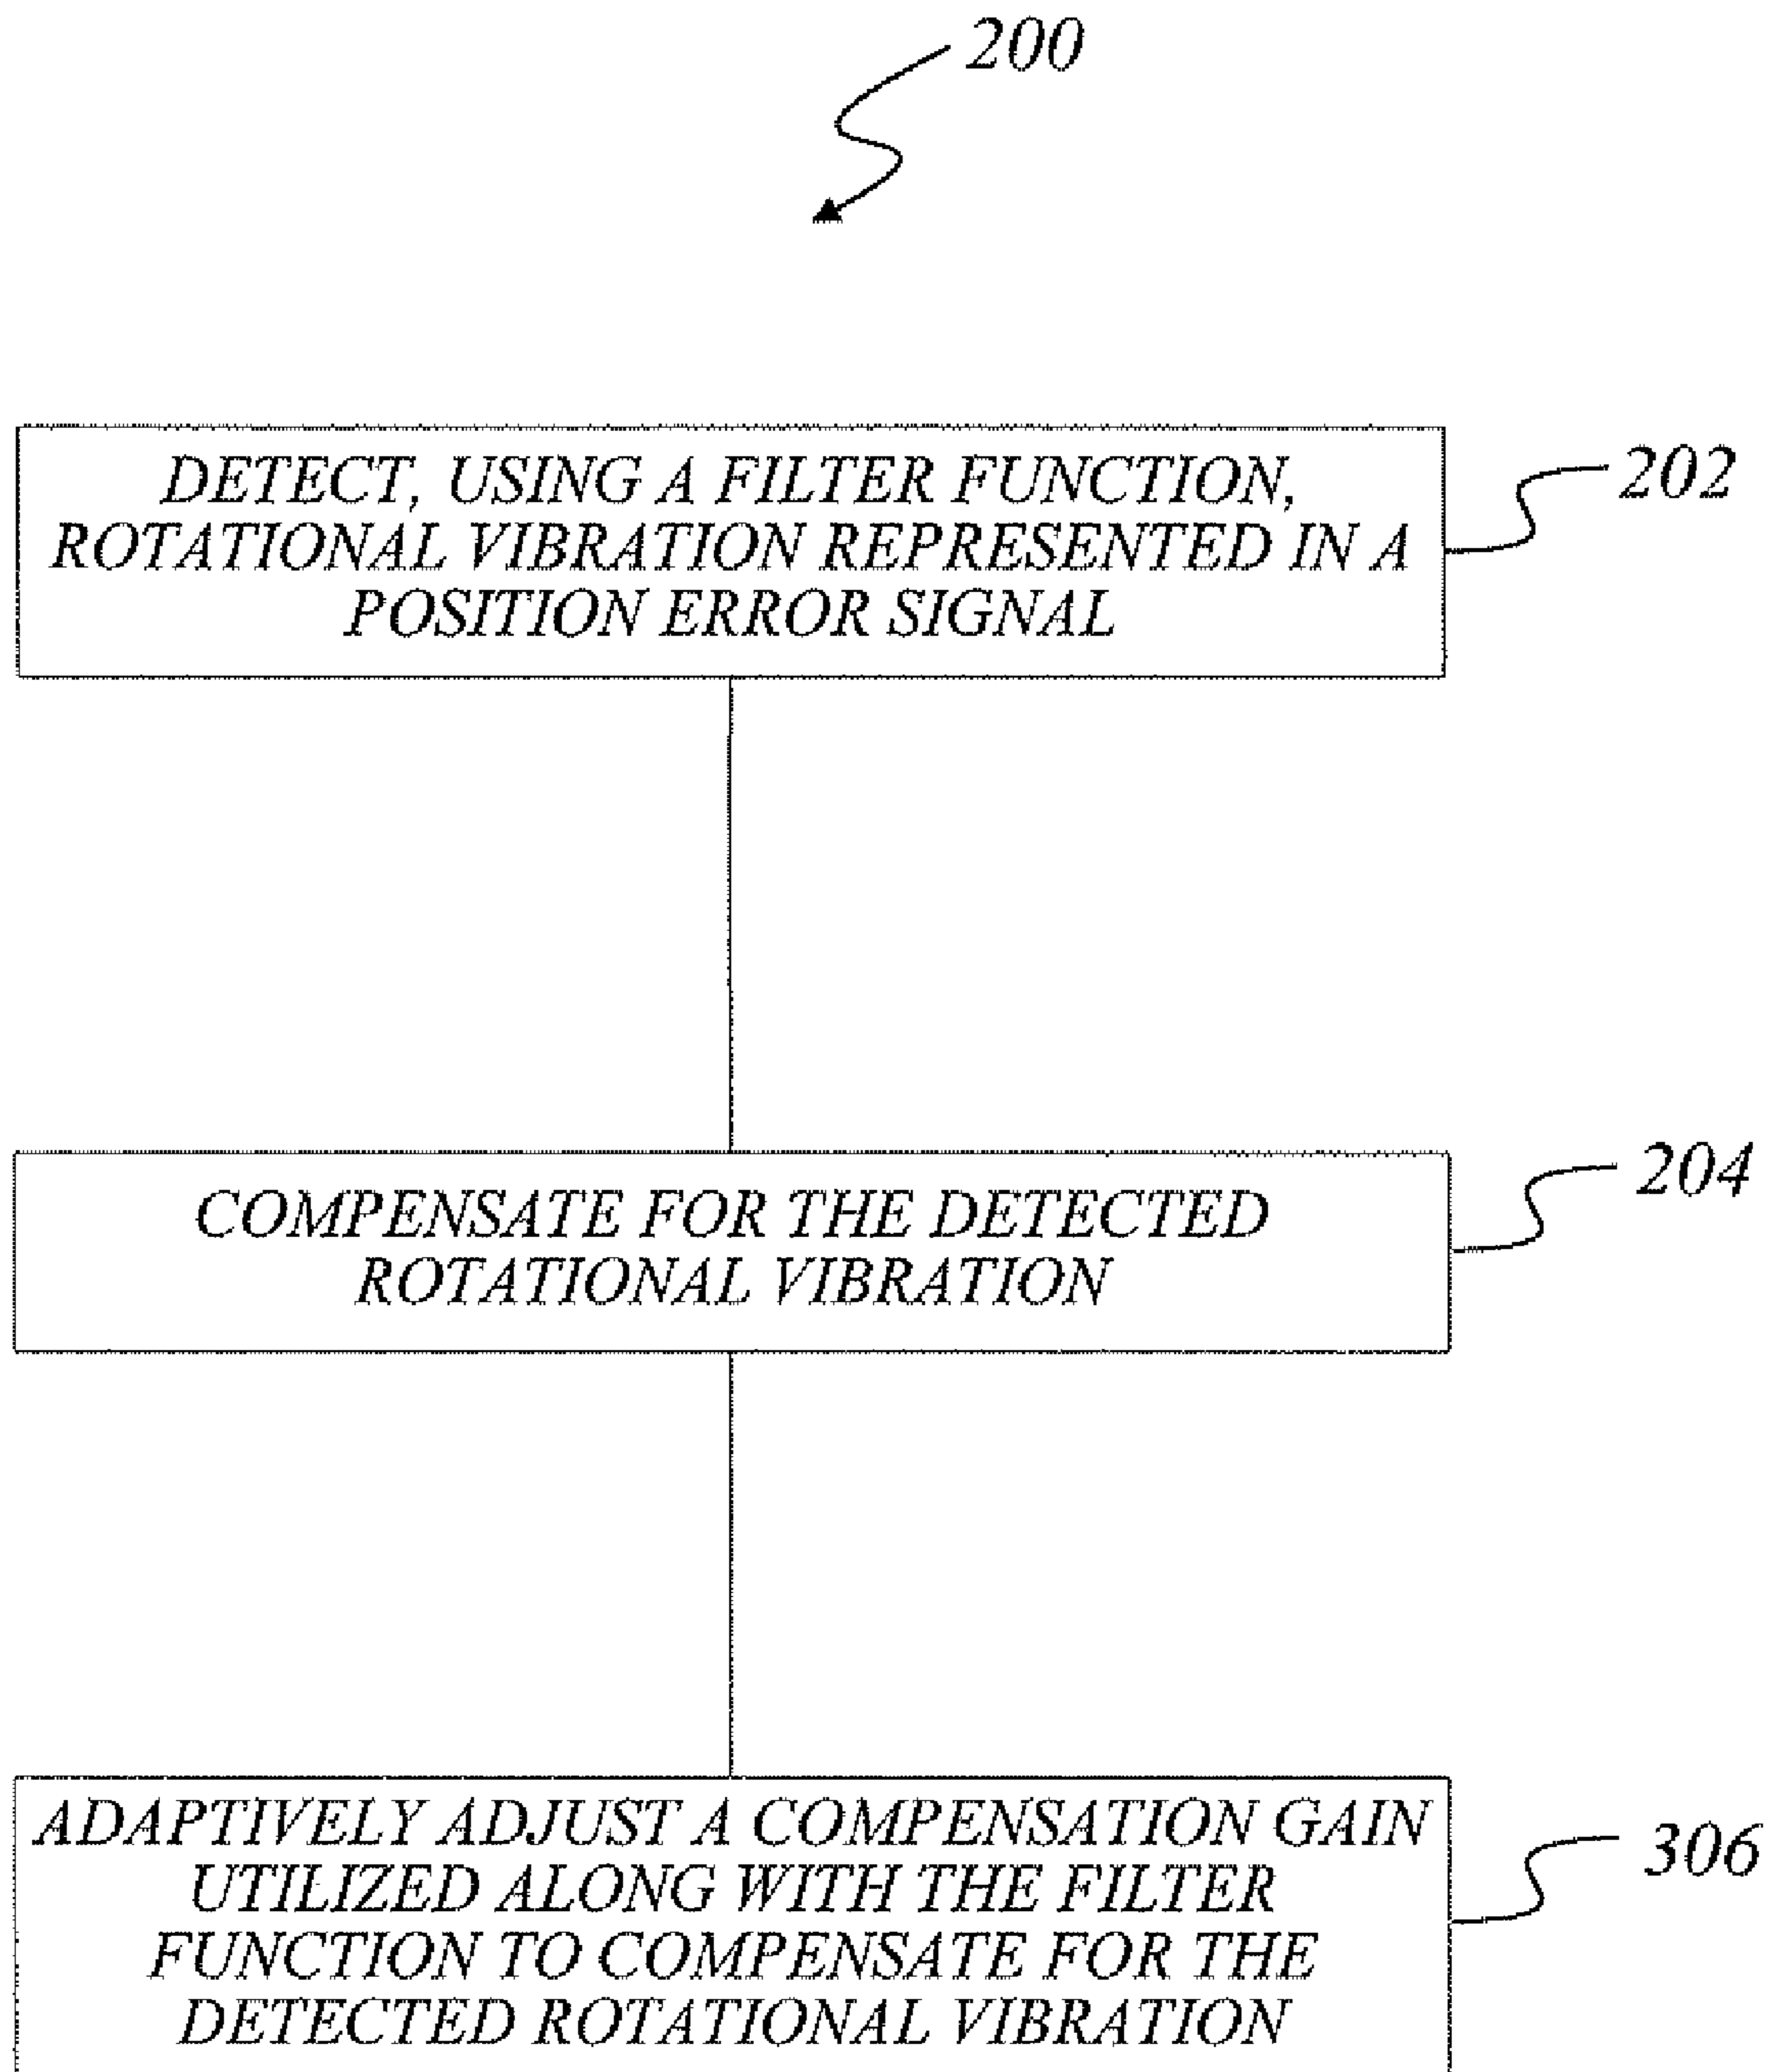 200
DETECT, USING A FILTER FUNCTION,
ROTATIONAL VIBRATION REPRESENTED IN A
POSITION ERROR SIGNAL
202
COMPENSATE FOR THE DETECTED
ROTATIONAL VIBRATION
204
ADAPTIVELY ADJUST A COMPENSATION GAIN
UTILIZED ALONG WITH THE FILTER
FUNCTION TO COMPENSATE FOR THE
DETECTED ROTATIONAL VIBRATION
306